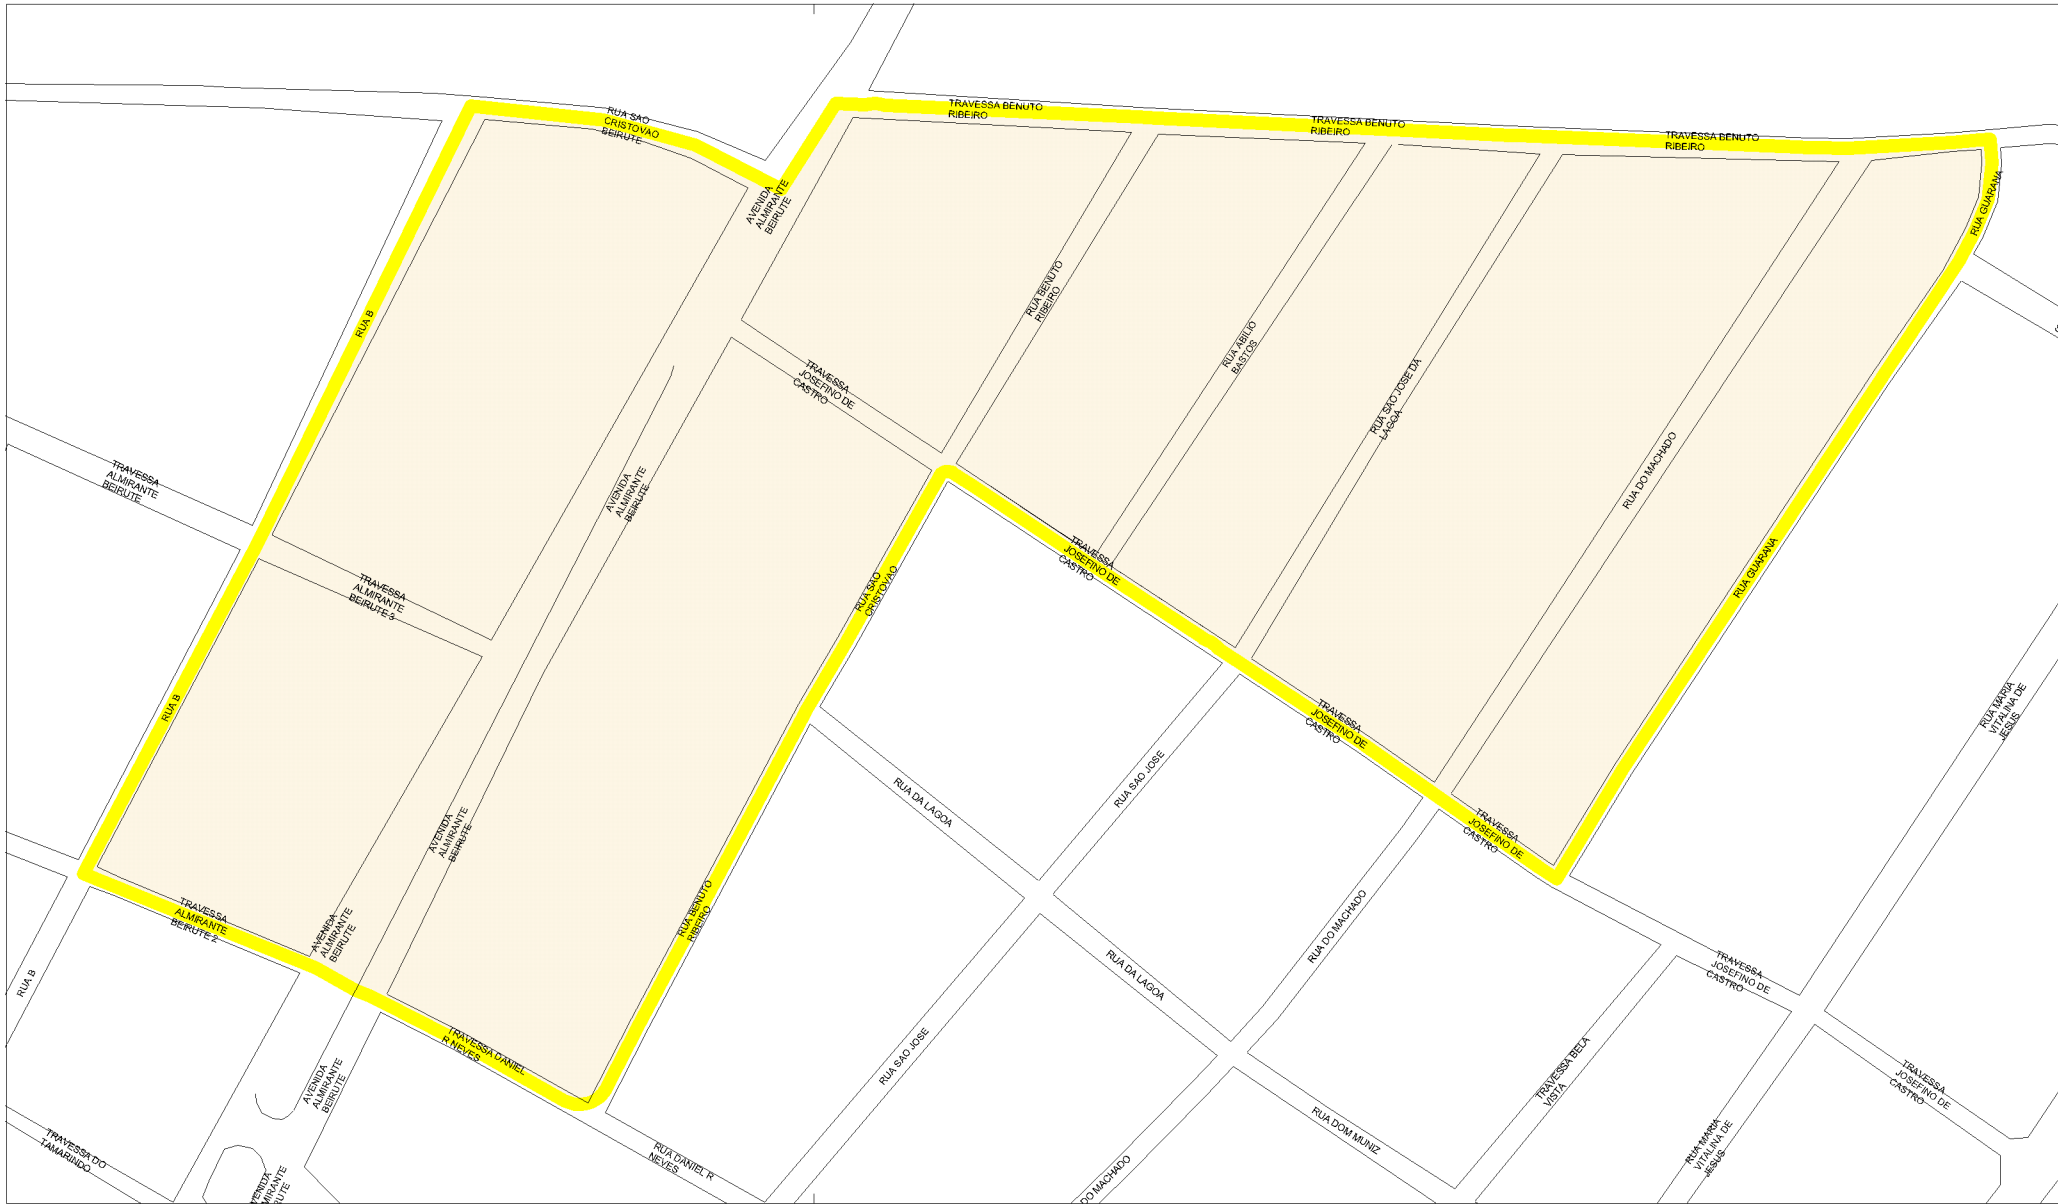 TRAVESSA BENUTO
RIBEIRO
RUA SAO
CRISTOVAO
BEIRUTE
TRAVESSA BENUTO
RIBEIRO
TRAVESSA BENUTO
RIBEIRO
AVENIDA
ALMIRANTE
BEIRUTE
RUA GUARANA
RUA BENUTO
RIBEIRO
RUA B
RUA ABILIO
BASTOS
TRAVESSA
JOSEFINO DE
CASTRO
RUA SAO JOSE DA
LAGOA
RUA DO MACHADO
TRAVESSA
ALMIRANTE
BEIRUTE
AVENIDA
ALMIRANTE
BEIRUTE
TRAVESSA
JOSEFINO DE
CASTRO
RUA GUARANA
TRAVESSA
ALMIRANTE
BEIRUTE 3
RUA SAO
CRISTOVAO
RUA B
RUA MARIA
VITALINA DE
JESUS
TRAVESSA
JOSEFINO DE
CASTRO
RUA SAO JOSE
RUA DA LAGOA
AVENIDA
ALMIRANTE
BEIRUTE
TRAVESSA
JOSEFINO DE
CASTRO
TRAVESSA
ALMIRANTE
BEIRUTE 2
AVENIDA
ALMIRANTE
BEIRUTE
RUA BENUTO
RIBEIRO
RUA DO MACHADO
RUA B
RUA DA LAGOA
TRAVESSA
JOSEFINO DE
CASTRO
TRAVESSA DANIEL
R NEVES
RUA SAO JOSE
AVENIDA
ALMIRANTE
BEIRUTE
TRAVESSA BELA
VISTA
TRAVESSA
JOSEFINO DE
CASTRO
RUA DOM MUNIZ
TRAVESSA DO
TAMARINDO
RUA DANIEL R
NEVES
RUA MARIA
VITALINA DE
JESUS
DO MACHADO